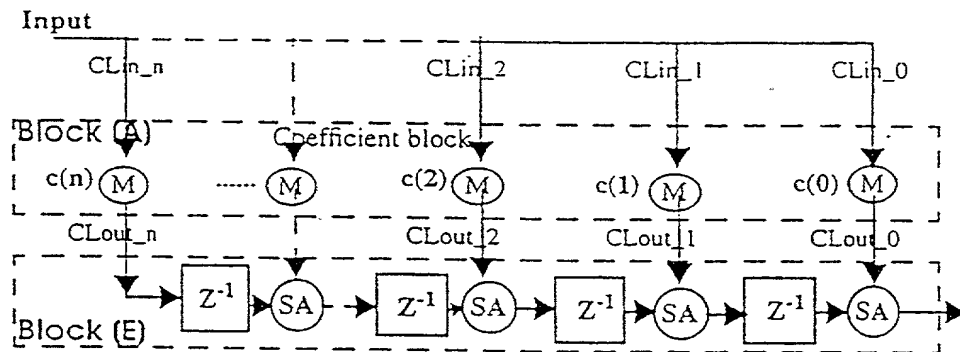 Input
CLin_n CLin_2 CLin_1 CLin_0
Block (A) Coefficient block
c(n) M ...... M c(2) M c(1) M c(0) M
CLout_n CLout_2 CLout_1 CLout_0
Z⁻¹ SA Z⁻¹ SA Z⁻¹ SA Z⁻¹ SA
Block (E)